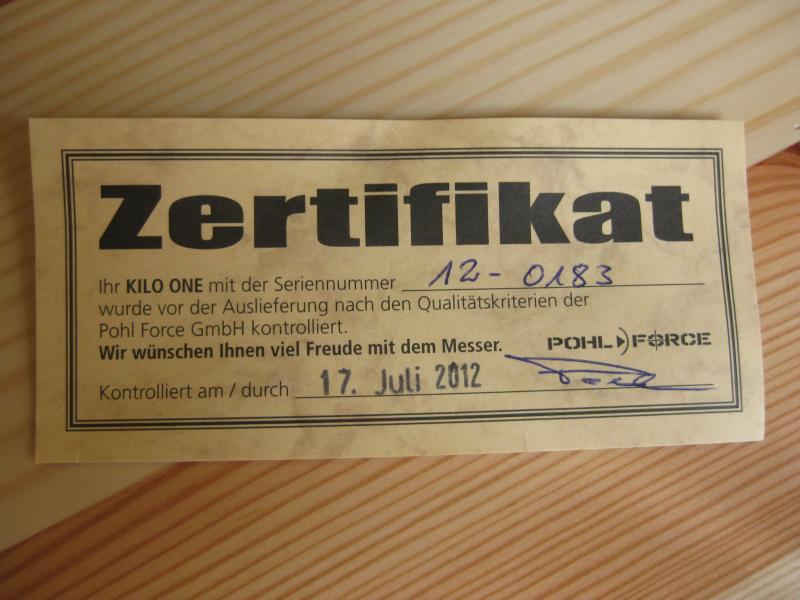 Zertifikat
Ihr KILO ONE mit der Seriennummer 12-0183
wurde vor der Auslieferung nach den Qualitätskriterien der
Pohl Force GmbH kontrolliert.
Wir wünschen Ihnen viel Freude mit dem Messer. POHL FORCE
Kontrolliert am / durch 17. Juli 2012